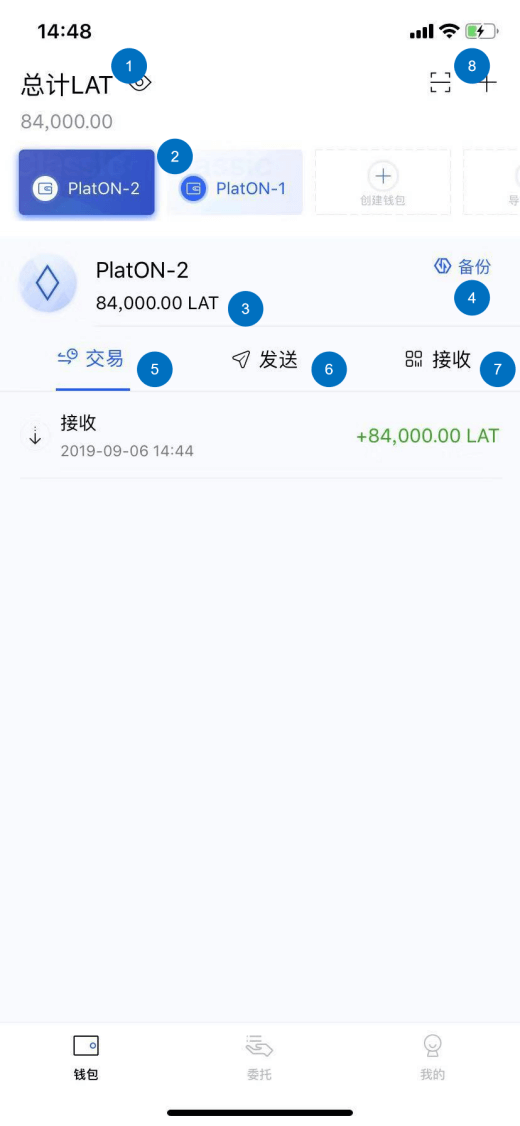 14:48
1
8
总计LAT
84,000.00
2
PlatON-2
PlatON-1
创建钱包
导
PlatON-2
备份
84,000.00 LAT
3
4
交易
5
发送
6
接收
7
接收
+84,000.00 LAT
2019-09-06 14:44
钱包
委托
我的